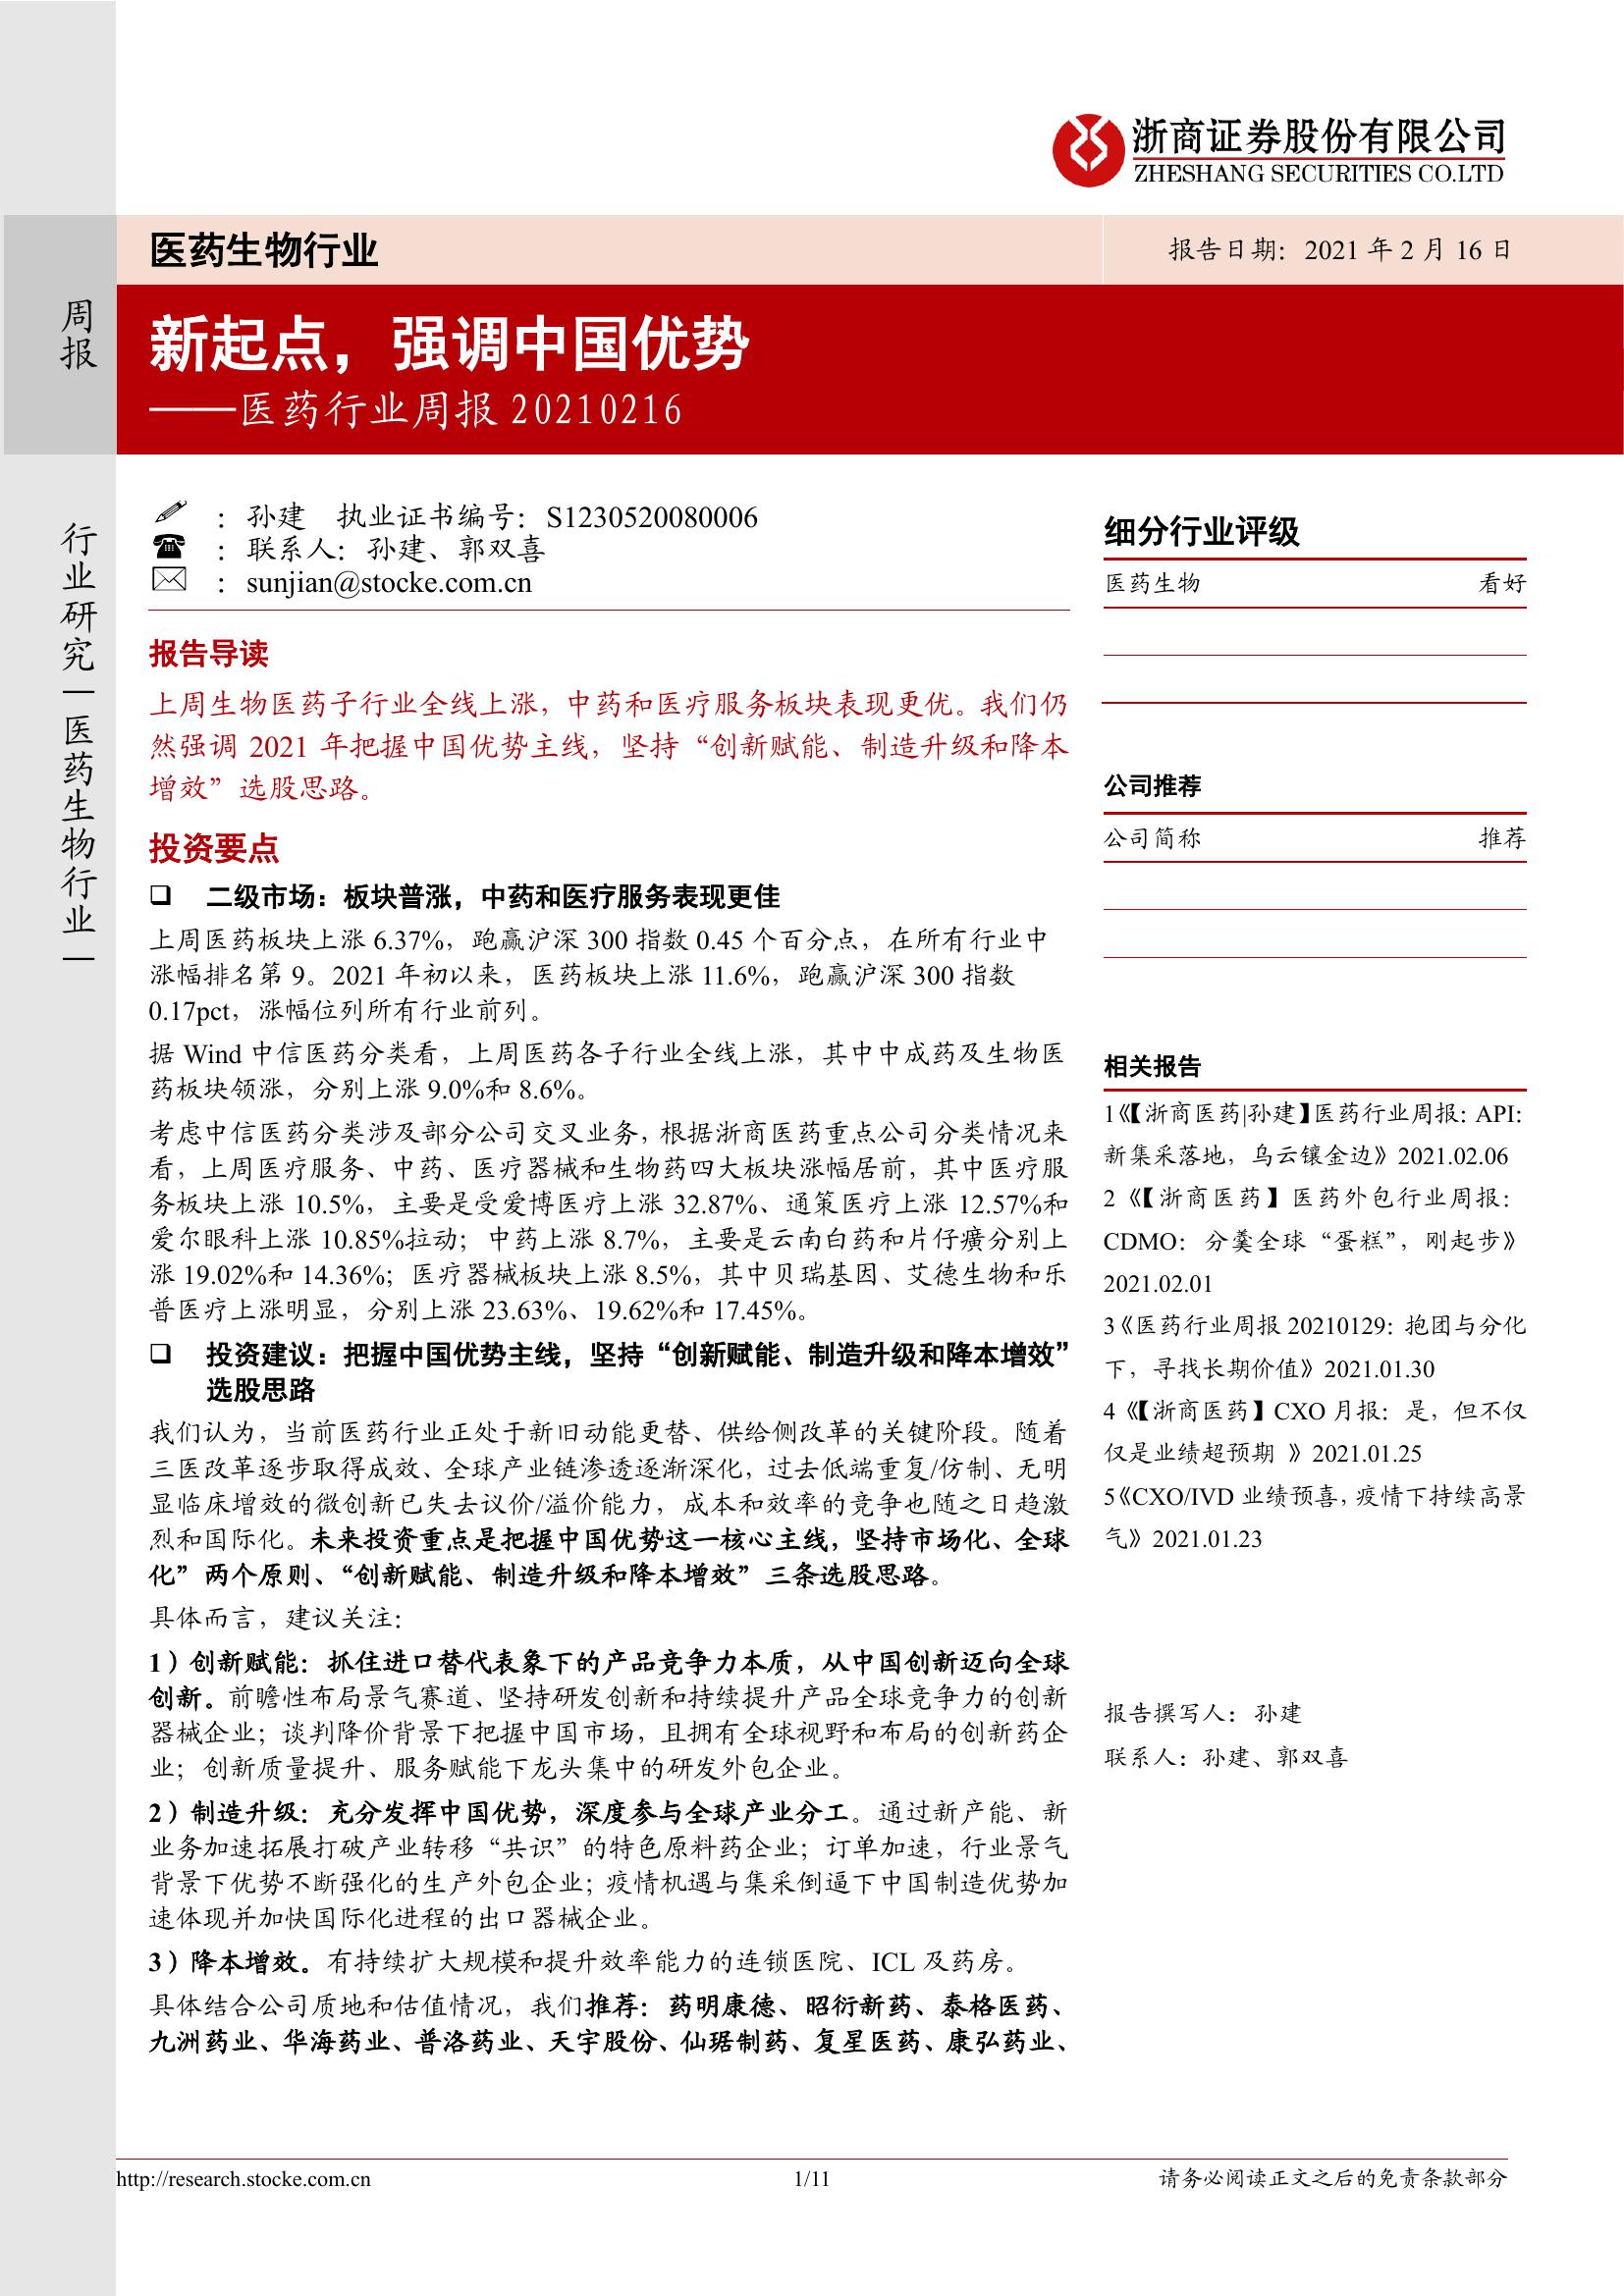 浙商证券股份有限公司
ZHESHANG SECURITIES CO.LTD
医药生物行业
报告日期：2021 年 2 月 16 日
周报
新起点，强调中国优势
——医药行业周报 20210216
行业研究｜医药生物行业｜
：孙建 执业证书编号：S1230520080006
：联系人：孙建、郭双喜
：sunjian@stocke.com.cn
报告导读
上周生物医药子行业全线上涨，中药和医疗服务板块表现更优。我们仍
然强调 2021 年把握中国优势主线，坚持“创新赋能、制造升级和降本
增效”选股思路。
投资要点
❑ 二级市场：板块普涨，中药和医疗服务表现更佳
上周医药板块上涨 6.37%，跑赢沪深 300 指数 0.45 个百分点，在所有行业中
涨幅排名第 9。2021 年初以来，医药板块上涨 11.6%，跑赢沪深 300 指数
0.17pct，涨幅位列所有行业前列。
据 Wind 中信医药分类看，上周医药各子行业全线上涨，其中中成药及生物医
药板块领涨，分别上涨 9.0%和 8.6%。
考虑中信医药分类涉及部分公司交叉业务，根据浙商医药重点公司分类情况来
看，上周医疗服务、中药、医疗器械和生物药四大板块涨幅居前，其中医疗服
务板块上涨 10.5%，主要是受爱博医疗上涨 32.87%、通策医疗上涨 12.57%和
爱尔眼科上涨 10.85%拉动；中药上涨 8.7%，主要是云南白药和片仔癀分别上
涨 19.02%和 14.36%；医疗器械板块上涨 8.5%，其中贝瑞基因、艾德生物和乐
普医疗上涨明显，分别上涨 23.63%、19.62%和 17.45%。
❑ 投资建议：把握中国优势主线，坚持“创新赋能、制造升级和降本增效”
选股思路
我们认为，当前医药行业正处于新旧动能更替、供给侧改革的关键阶段。随着
三医改革逐步取得成效、全球产业链渗透逐渐深化，过去低端重复/仿制、无明
显临床增效的微创新已失去议价/溢价能力，成本和效率的竞争也随之日趋激
烈和国际化。未来投资重点是把握中国优势这一核心主线，坚持市场化、全球
化”两个原则、“创新赋能、制造升级和降本增效”三条选股思路。
具体而言，建议关注：
1）创新赋能：抓住进口替代表象下的产品竞争力本质，从中国创新迈向全球
创新。前瞻性布局景气赛道、坚持研发创新和持续提升产品全球竞争力的创新
器械企业；谈判降价背景下把握中国市场，且拥有全球视野和布局的创新药企
业；创新质量提升、服务赋能下龙头集中的研发外包企业。
2）制造升级：充分发挥中国优势，深度参与全球产业分工。通过新产能、新
业务加速拓展打破产业转移“共识”的特色原料药企业；订单加速，行业景气
背景下优势不断强化的生产外包企业；疫情机遇与集采倒逼下中国制造优势加
速体现并加快国际化进程的出口器械企业。
3）降本增效。有持续扩大规模和提升效率能力的连锁医院、ICL 及药房。
具体结合公司质地和估值情况，我们推荐：药明康德、昭衍新药、泰格医药、
九洲药业、华海药业、普洛药业、天宇股份、仙琚制药、复星医药、康弘药业、
细分行业评级
医药生物 看好
公司推荐
公司简称 推荐
相关报告
1《【浙商医药|孙建】医药行业周报：API:
新集采落地，乌云镶金边》2021.02.06
2《【浙商医药】医药外包行业周报：
CDMO：分羹全球“蛋糕”，刚起步》
2021.02.01
3《医药行业周报 20210129：抱团与分化
下，寻找长期价值》2021.01.30
4《【浙商医药】CXO 月报：是，但不仅
仅是业绩超预期 》2021.01.25
5《CXO/IVD 业绩预喜，疫情下持续高景
气》2021.01.23
报告撰写人：孙建
联系人：孙建、郭双喜
http://research.stocke.com.cn
1/11
请务必阅读正文之后的免责条款部分